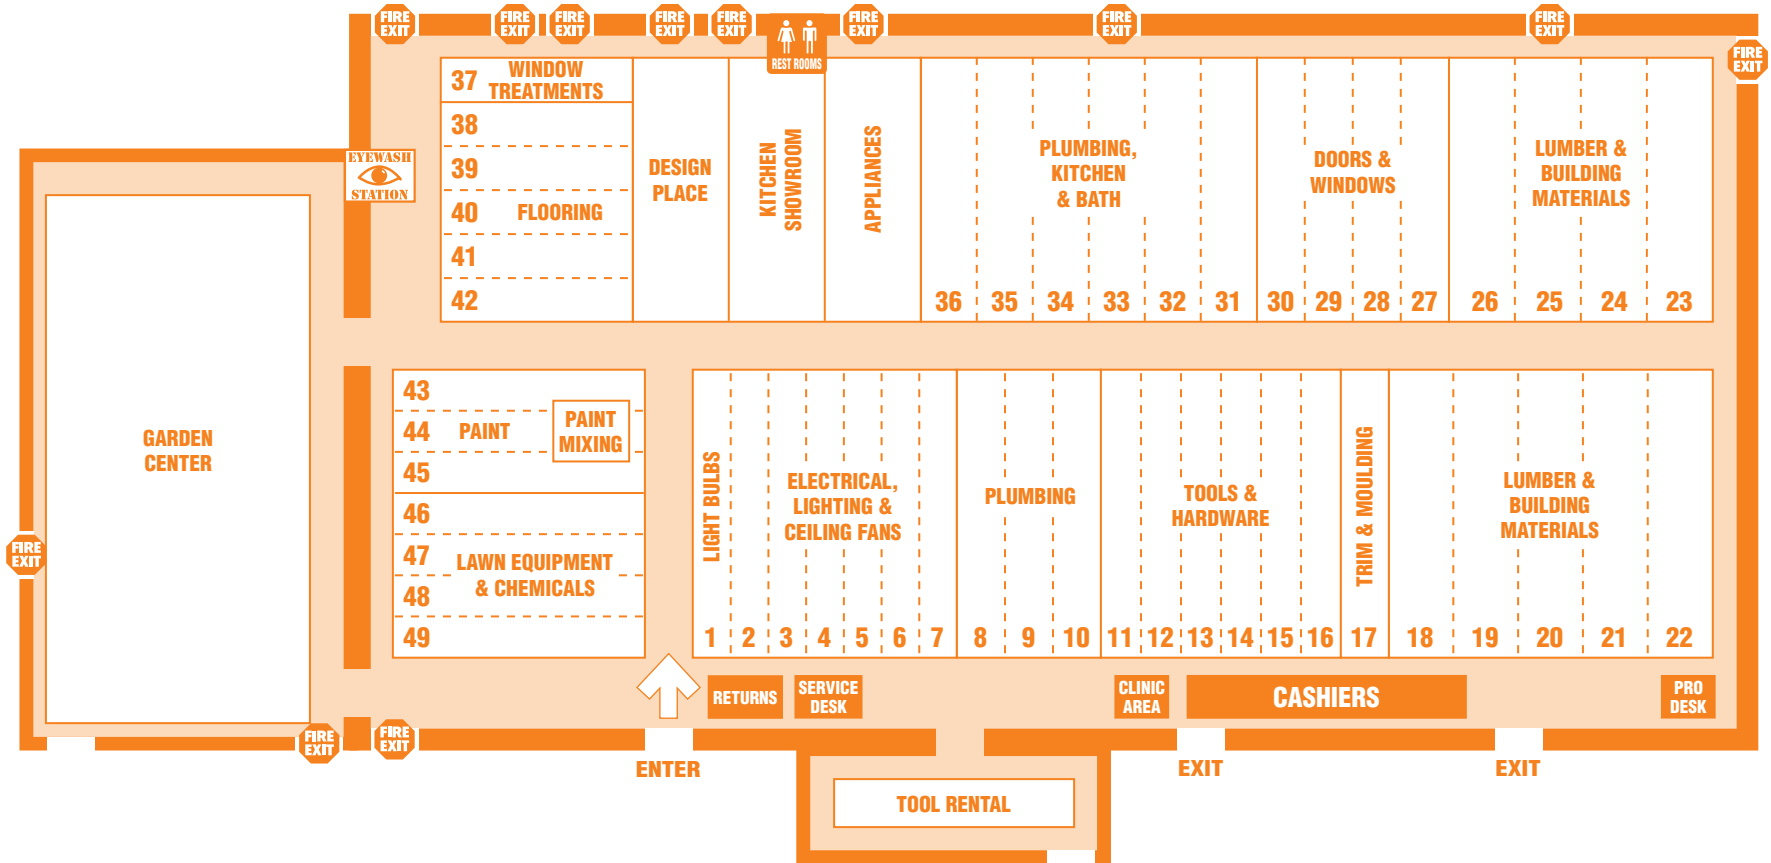 FIRE
EXIT
FIRE
EXIT
FIRE
EXIT
FIRE
EXIT
FIRE
EXIT
REST ROOMS
FIRE
EXIT
FIRE
EXIT
FIRE
EXIT
FIRE
EXIT
37 WINDOW
TREATMENTS
38
39
40 FLOORING
41
42
EYEWASH
STATION
DESIGN
PLACE
KITCHEN
SHOWROOM
APPLIANCES
PLUMBING,
KITCHEN
& BATH
36 35 34 33 32 31
DOORS &
WINDOWS
30 29 28 27
LUMBER &
BUILDING
MATERIALS
26 25 24 23
GARDEN
CENTER
43
44 PAINT
45
PAINT
MIXING
46
47
48
49
LAWN EQUIPMENT
& CHEMICALS
LIGHT BULBS
ELECTRICAL,
LIGHTING &
CEILING FANS
1 2 3 4 5 6 7
PLUMBING
8 9 10
TOOLS &
HARDWARE
11 12 13 14 15 16
TRIM & MOULDING
17
LUMBER &
BUILDING
MATERIALS
18 19 20 21 22
FIRE
EXIT
RETURNS
SERVICE
DESK
CLINIC
AREA
CASHIERS
PRO
DESK
FIRE
EXIT
FIRE
EXIT
ENTER
EXIT
EXIT
TOOL RENTAL